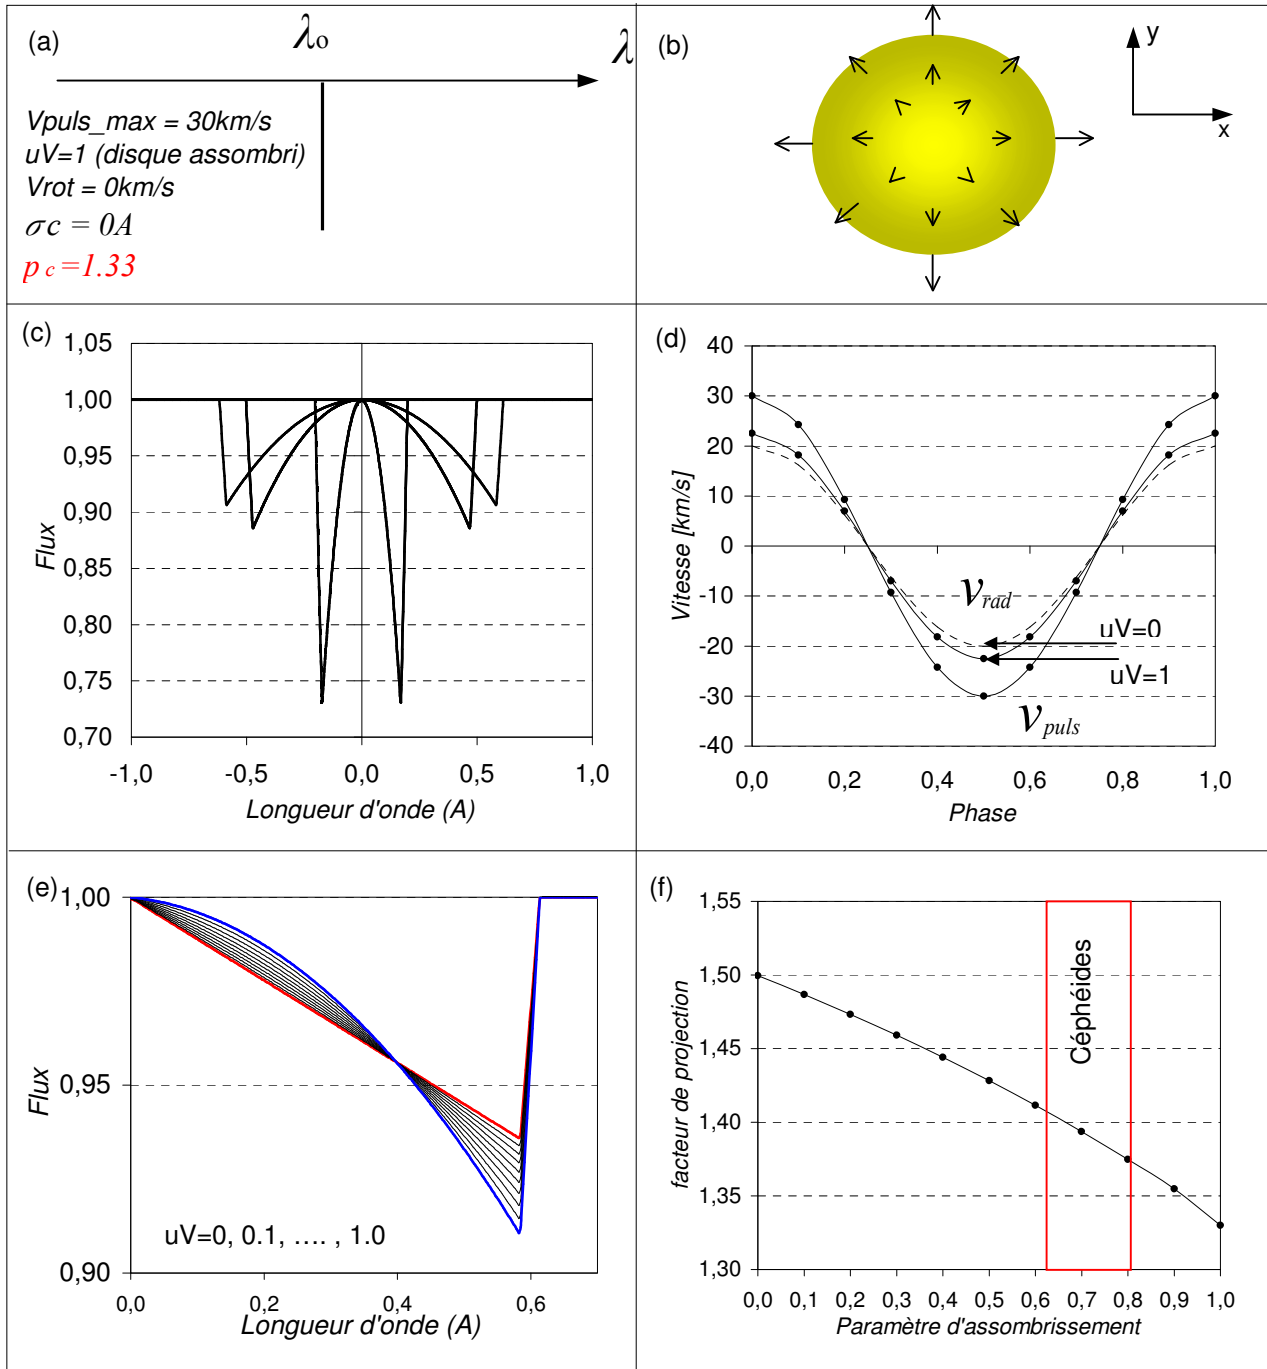 (a)
λo
λ
Vpuls_max = 30km/s
uV=1 (disque assombri)
Vrot = 0km/s
σc = 0A
pc=1.33
(b)
y
x
(c)
1,05
1,00
0,95
0,90
0,85
0,80
0,75
0,70
Flux
-1,0 -0,5 0,0 0,5 1,0
Longueur d'onde (A)
(d)
40
30
20
10
0
-10
-20
-30
-40
Vitesse [km/s]
Vrad
uV=0
uV=1
Vpuls
0,0 0,2 0,4 0,6 0,8 1,0
Phase
(e)
1,00
0,95
0,90
Flux
uV=0, 0.1, .... , 1.0
0,0 0,2 0,4 0,6
Longueur d'onde (A)
(f)
1,55
1,50
1,45
1,40
1,35
1,30
facteur de projection
Céphéides
0,0 0,1 0,2 0,3 0,4 0,5 0,6 0,7 0,8 0,9 1,0
Paramètre d'assombrissement